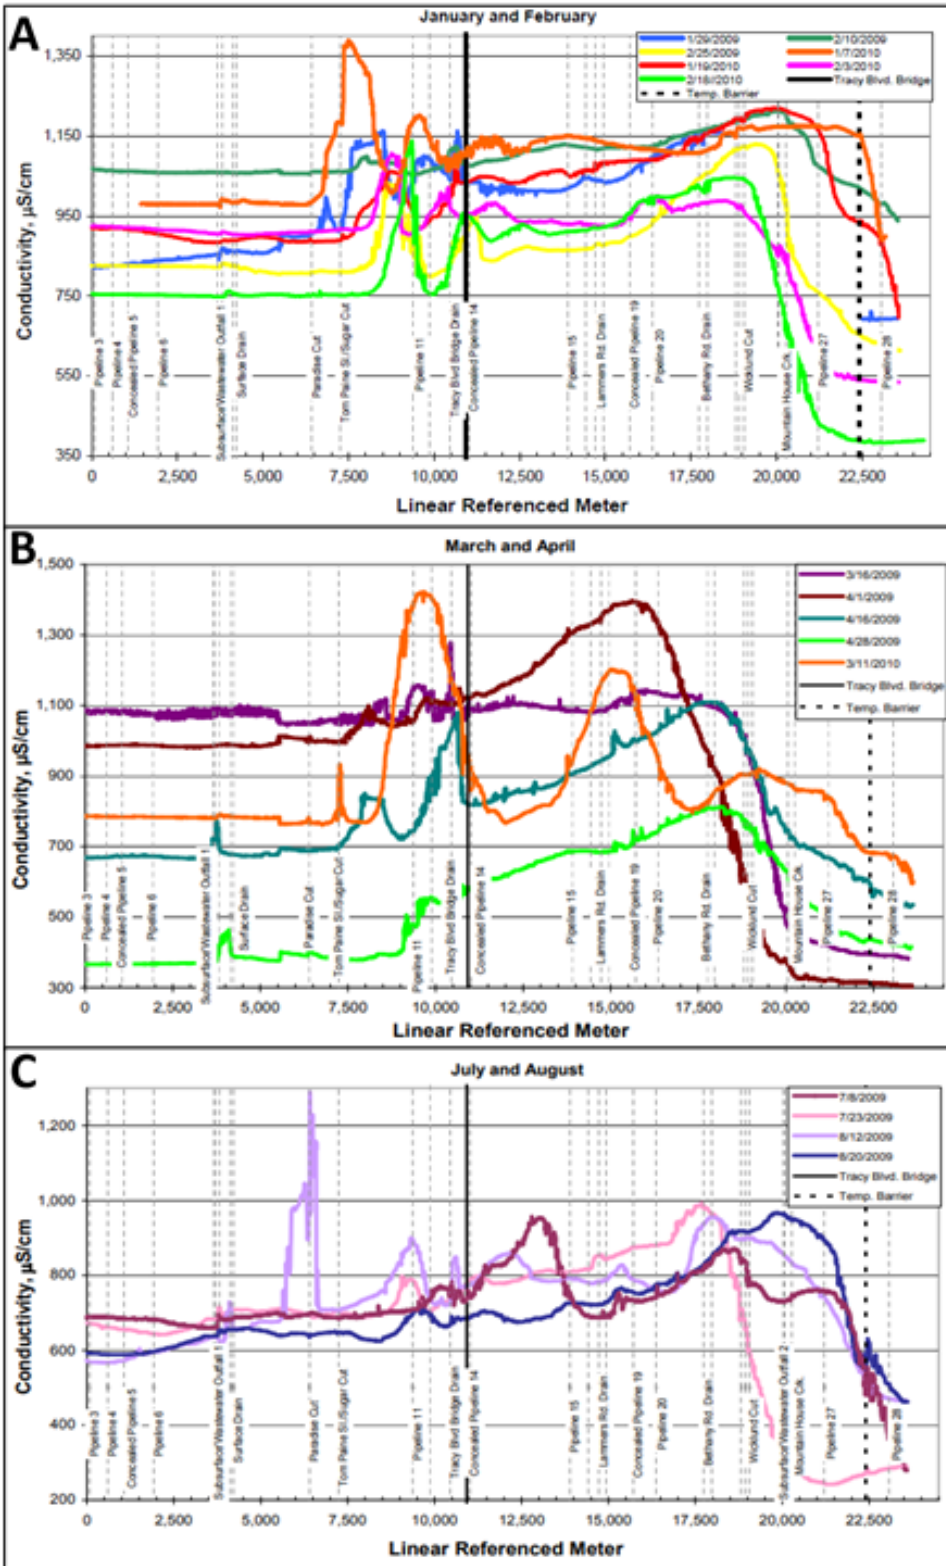 A
January and February
1/29/2009
2/10/2009
2/25/2009
1/7/2010
1/19/2010
2/3/2010
2/18//2010
Tracy Blvd. Bridge
Temp. Barrier
Conductivity, µS/cm
1,350
1,150
950
750
550
350
Pipeline 3
Pipeline 4
Concealed Pipeline 5
Pipeline 6
Subsurface Wastewater Outfall 1
Surface Drain
Paradise Cut
Tom Paine Sl./Sugar Cut
Pipeline 11
Tracy Blvd Bridge Drain
Concealed Pipeline 14
Pipeline 15
Lammers Rd. Drain
Concealed Pipeline 19
Pipeline 20
Bethany Rd. Drain
Wicklund Cut
Mountain House Crk.
Pipeline 27
Pipeline 28
0 2,500 5,000 7,500 10,000 12,500 15,000 17,500 20,000 22,500
Linear Referenced Meter
B
March and April
3/16/2009
4/1/2009
4/16/2009
4/28/2009
3/11/2010
Tracy Blvd. Bridge
Temp. Barrier
Conductivity, µS/cm
1,500
1,300
1,100
900
700
500
300
Pipeline 3
Pipeline 4
Concealed Pipeline 5
Pipeline 6
Subsurface Wastewater Outfall 1
Surface Drain
Paradise Cut
Tom Paine Sl./Sugar Cut
Pipeline 11
Tracy Blvd Bridge Drain
Concealed Pipeline 14
Pipeline 15
Lammers Rd. Drain
Concealed Pipeline 19
Pipeline 20
Bethany Rd. Drain
Wicklund Cut
Mountain House Crk.
Pipeline 27
Pipeline 28
0 2,500 5,000 7,500 10,000 12,500 15,000 17,500 20,000 22,500
Linear Referenced Meter
C
July and August
7/8/2009
7/23/2009
8/12/2009
8/20/2009
Tracy Blvd. Bridge
Temp. Barrier
Conductivity, µS/cm
1,200
1,000
800
600
400
200
Pipeline 3
Pipeline 4
Concealed Pipeline 5
Pipeline 6
Subsurface Wastewater Outfall 1
Surface Drain
Paradise Cut
Tom Paine Sl./Sugar Cut
Pipeline 11
Tracy Blvd Bridge Drain
Concealed Pipeline 14
Pipeline 15
Lammers Rd. Drain
Concealed Pipeline 19
Pipeline 20
Bethany Rd. Drain
Wicklund Cut
Subsurface Wastewater Outfall 2
Mountain House Crk.
Pipeline 27
Pipeline 28
0 2,500 5,000 7,500 10,000 12,500 15,000 17,500 20,000 22,500
Linear Referenced Meter